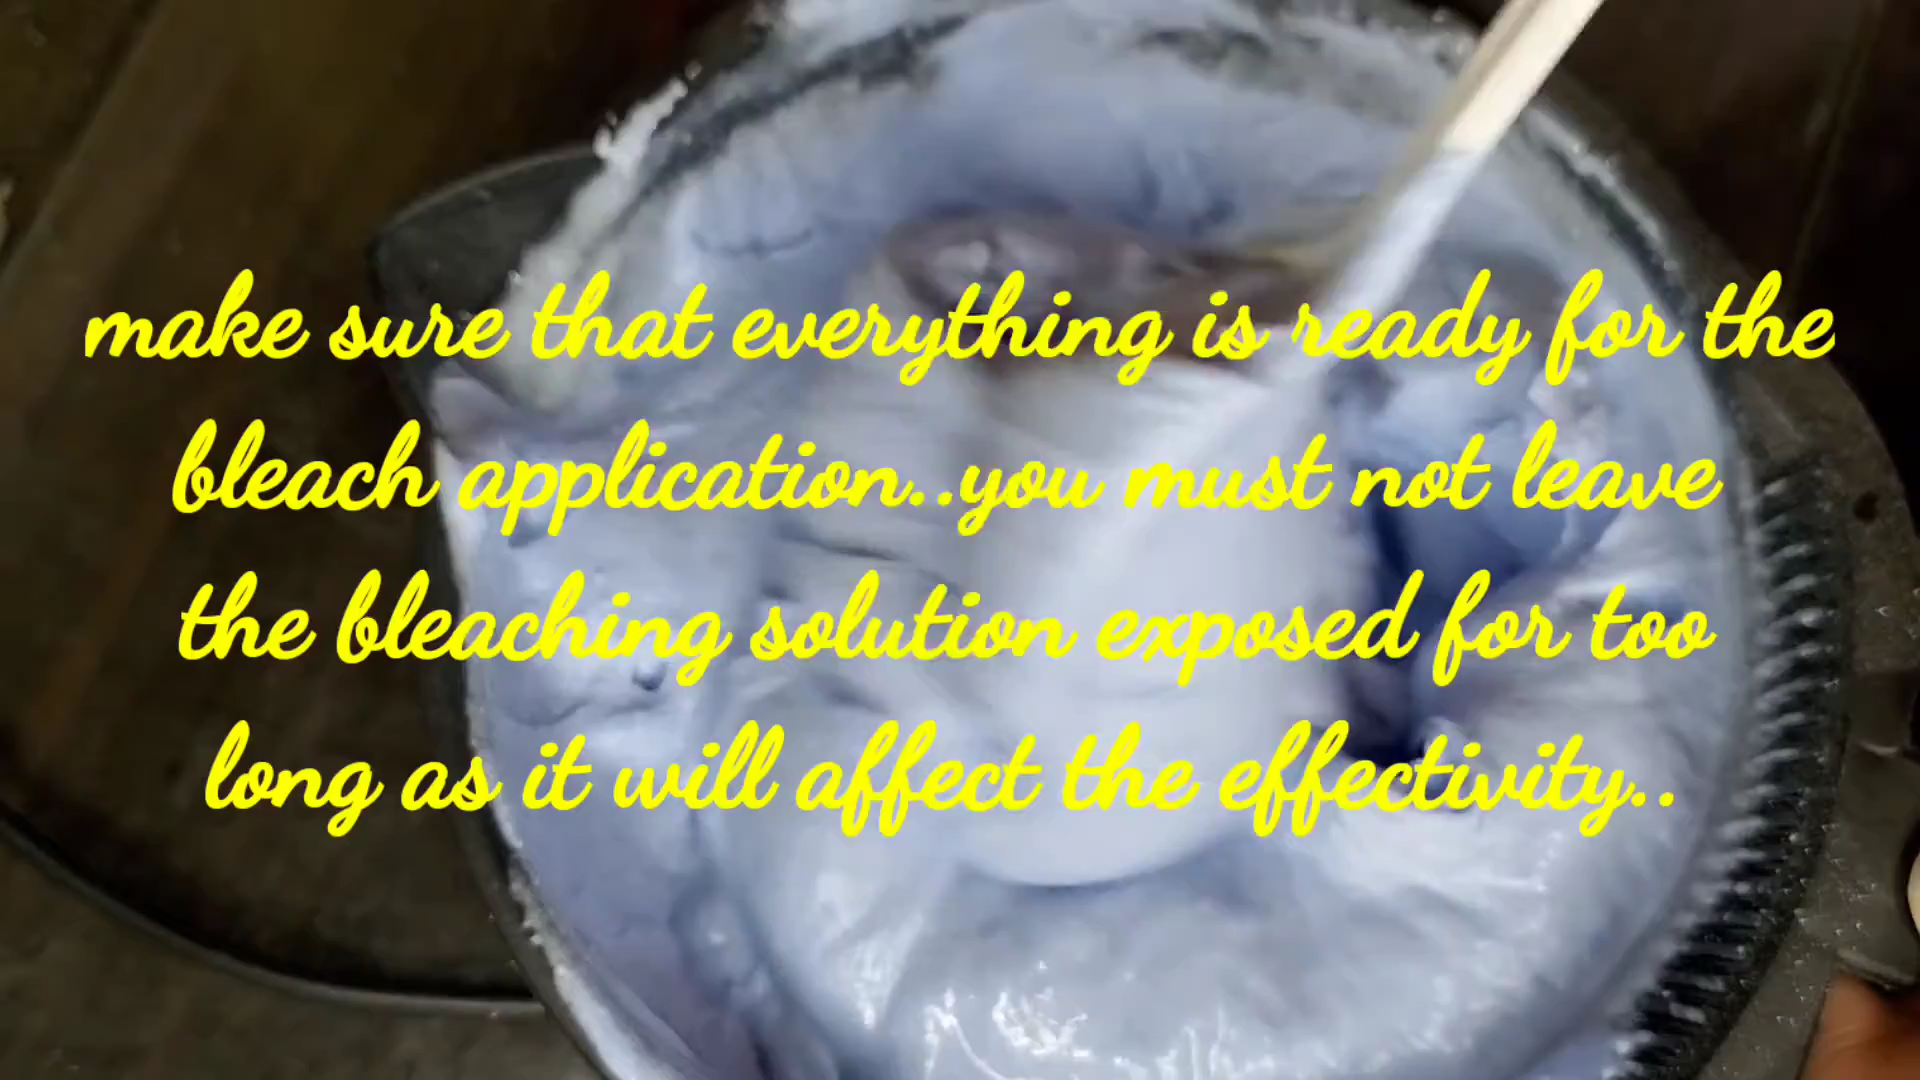 make sure that everything is ready for the
bleach application..you must not leave
the bleaching solution exposed for too
long as it will affect the effectivity..